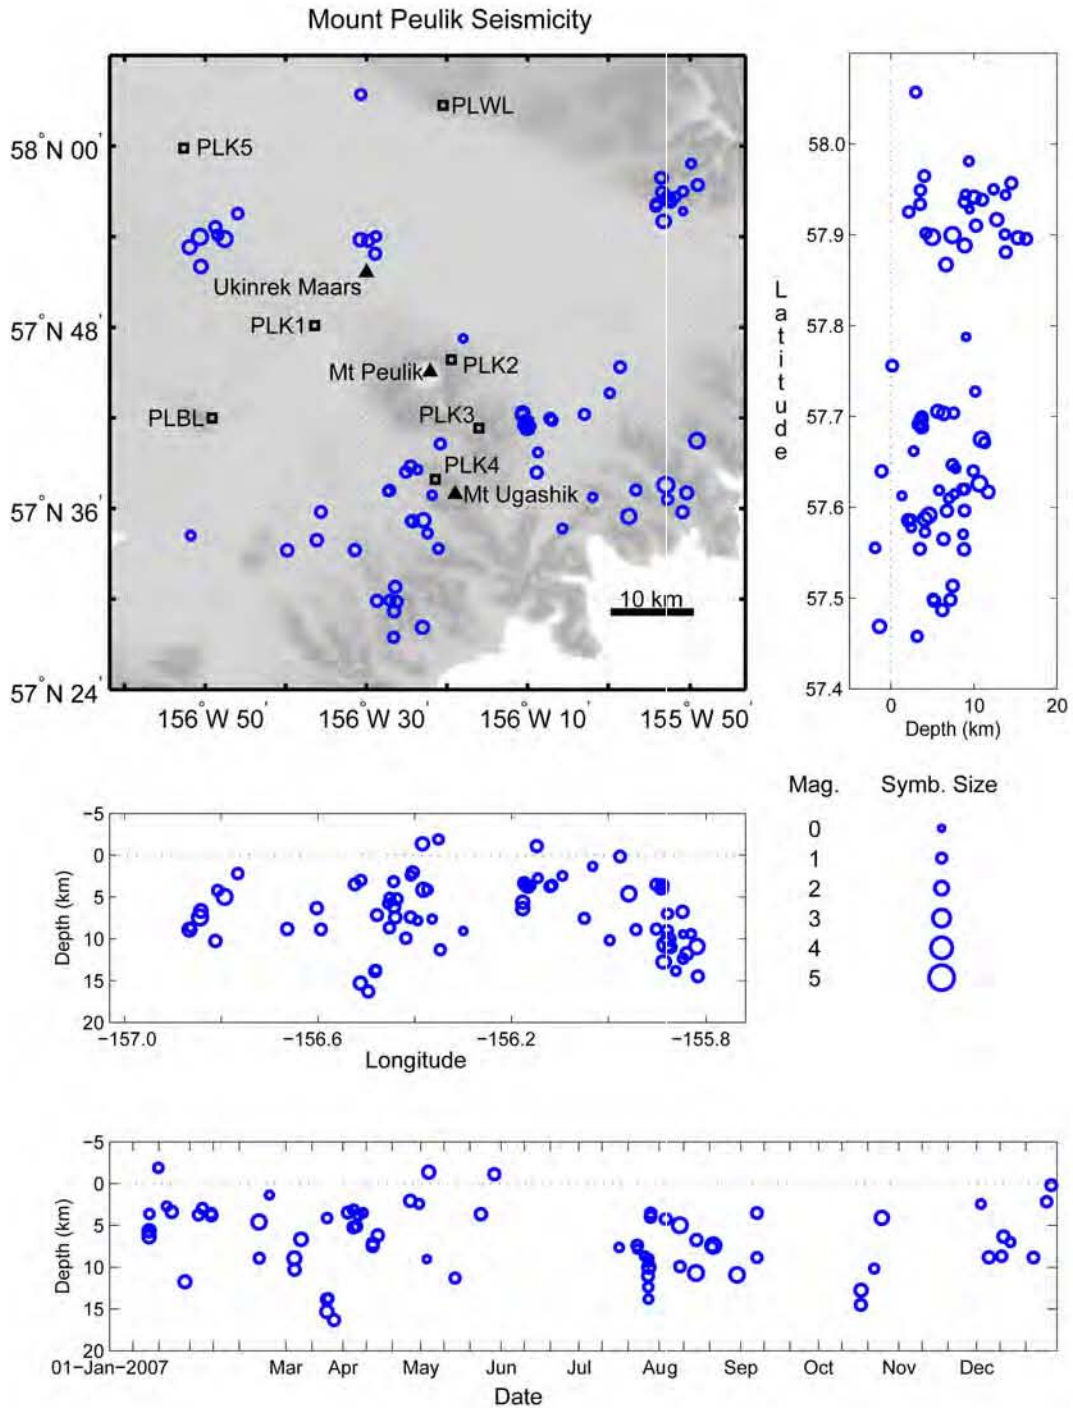 Mount Peulik Seismicity
PLWL
58°N 00'
PLK5
58.0
57.9
Ukinrek Maars
Latitude
57°N 48'
PLK1
57.8
PLK2
Mt Peulik
PLBL
PLK3
57.7
PLK4
Mt Ugashik
57°N 36'
57.6
10 km
57.5
57°N 24'
57.4
156°W 50' 156°W 30' 156°W 10' 155°W 50'
0 10 20
Depth (km)
Mag. Symb. Size
0
1
2
3
4
5
−5
0
5
10
15
20
Depth (km)
−157.0 −156.6 −156.2 −155.8
Longitude
−5
0
5
10
15
20
Depth (km)
01−Jan−2007 Mar Apr May Jun Jul Aug Sep Oct Nov Dec
Date